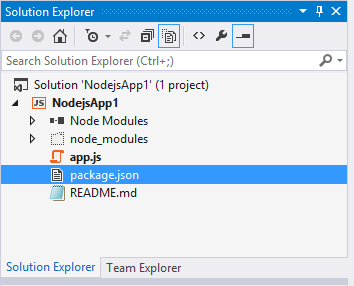 Solution Explorer
Search Solution Explorer (Ctrl+;)
Solution 'NodejsApp1' (1 project)
JS NodejsApp1
Node Modules
node_modules
app.js
package.json
README.md
Solution Explorer Team Explorer